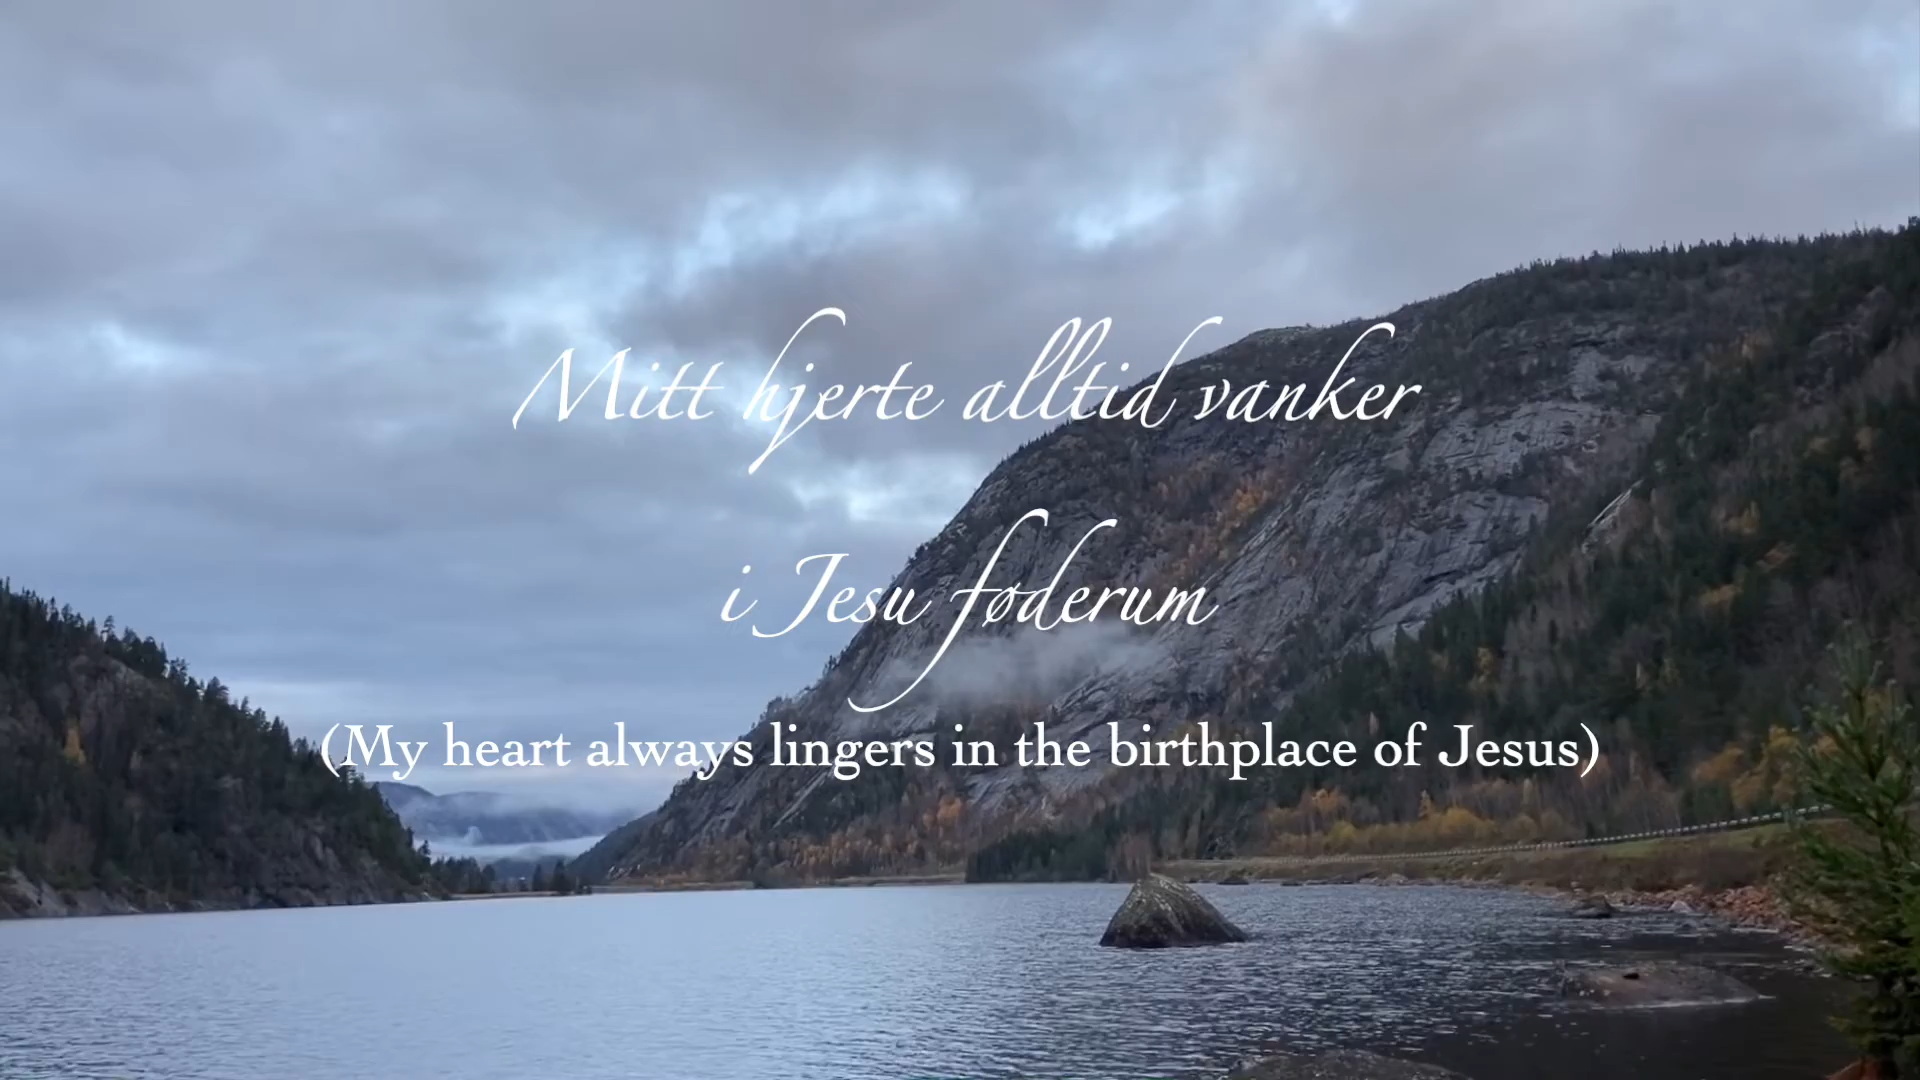 Mitt hjerte alltid vanker
i Jesu føderum
(My heart always lingers in the birthplace of Jesus)